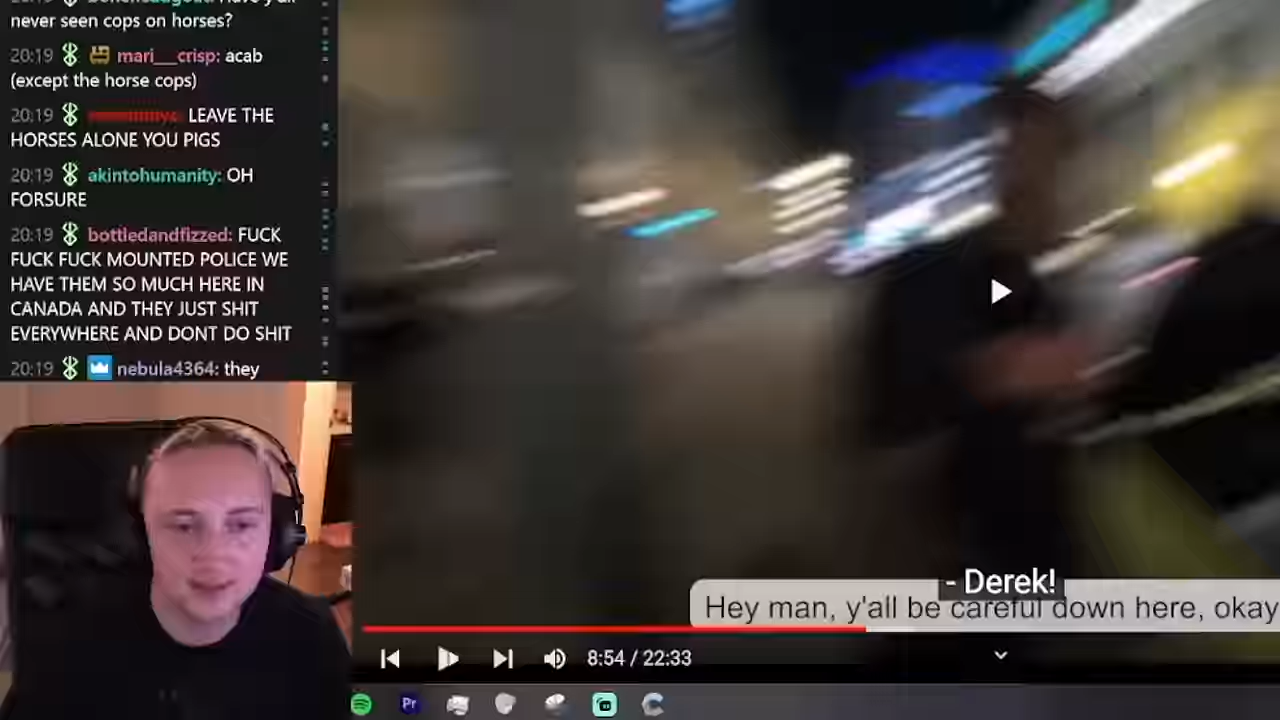 never seen cops on horses?
20:19 mari__crisp: acab
(except the horse cops)
20:19 LEAVE THE
HORSES ALONE YOU PIGS
20:19 akintohumanity: OH
FORSURE
20:19 bottledandfizzed: FUCK
FUCK FUCK MOUNTED POLICE WE
HAVE THEM SO MUCH HERE IN
CANADA AND THEY JUST SHIT
EVERYWHERE AND DONT DO SHIT
20:19 nebula4364: they
- Derek!
Hey man, y'all be careful down here, okay
8:54 / 22:33
Pr